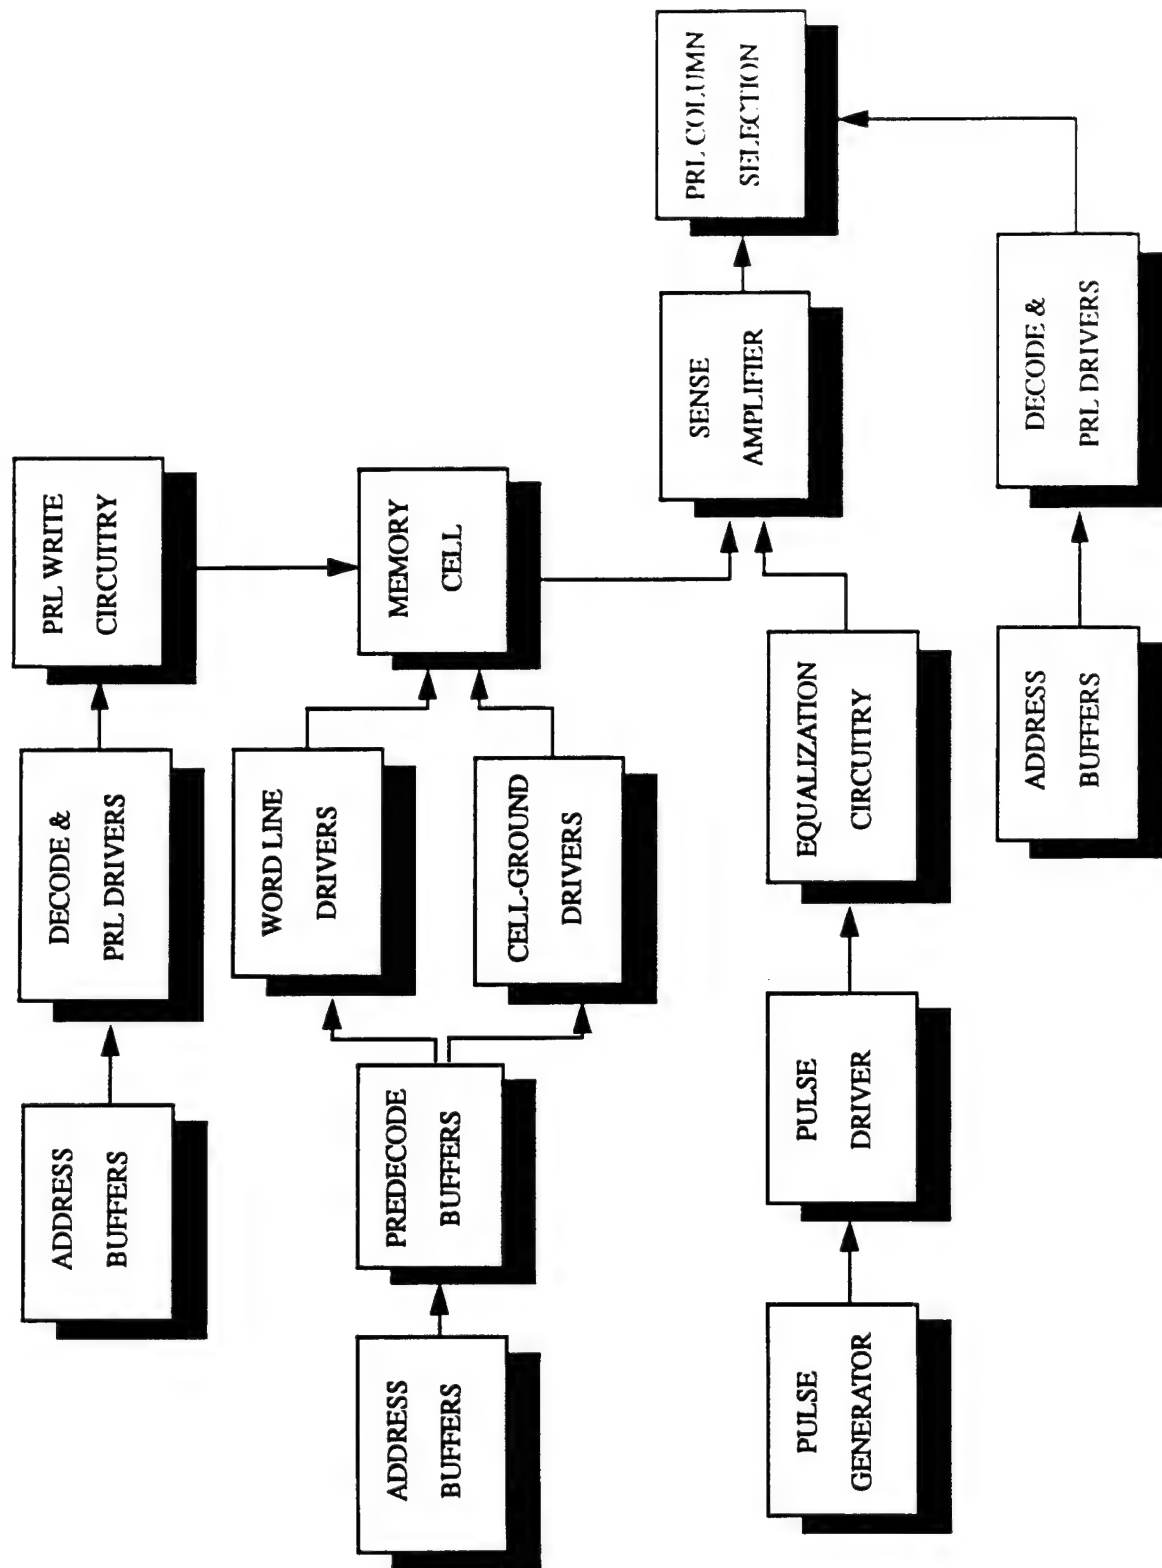 ADDRESS
BUFFERS
DECODE &
PRL DRIVERS
PRL WRITE
CIRCUITRY
ADDRESS
BUFFERS
PREDECODE
BUFFERS
WORD LINE
DRIVERS
CELL-GROUND
DRIVERS
MEMORY
CELL
SENSE
AMPLIFIER
PRL COLUMN
SELECTION
PULSE
GENERATOR
PULSE
DRIVER
EQUALIZATION
CIRCUITRY
ADDRESS
BUFFERS
DECODE &
PRL DRIVERS